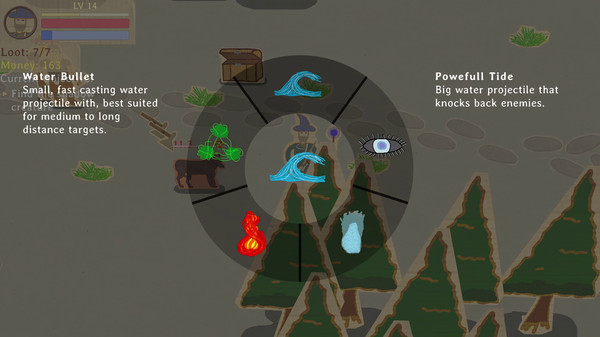 LV 14
Loot: 7/7
Money: 163
Water Bullet
Small, fast casting water
projectile with, best suited
for medium to long
distance targets.
Powefull Tide
Big water projectile that
knocks back enemies.